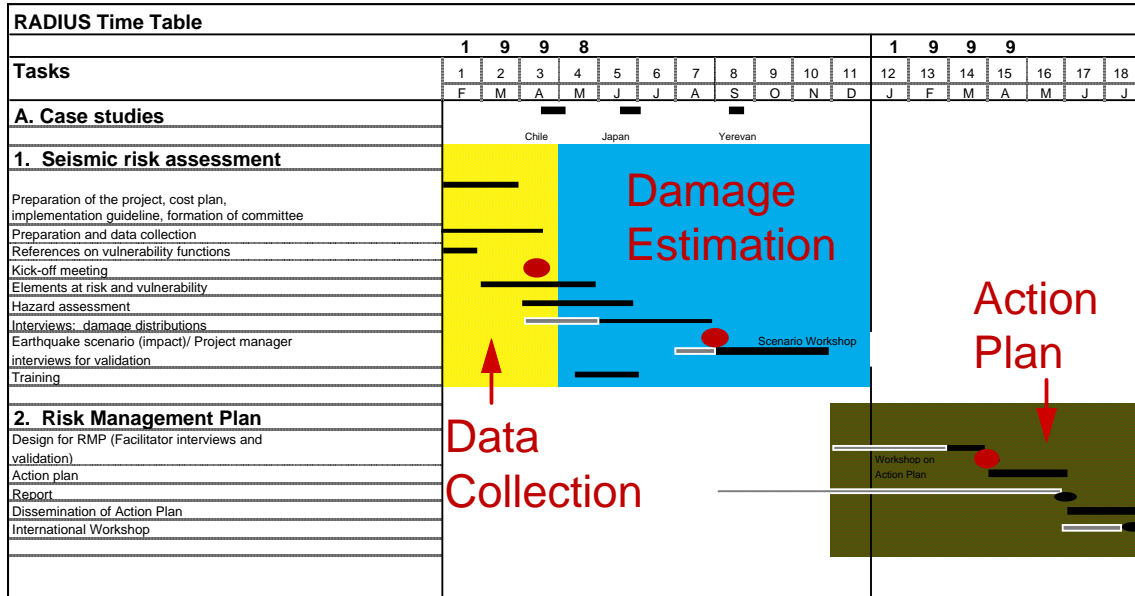 RADIUS Time Table
1 9 9 8 1 9 9 9
Tasks 1 2 3 4 5 6 7 8 9 10 11 12 13 14 15 16 17 18
F M A M J J A S O N D J F M A M J J
A. Case studies
Chile Japan Yerevan
1. Seismic risk assessment
Preparation of the project, cost plan,
implementation guideline, formation of committee
Preparation and data collection
References on vulnerability functions
Kick-off meeting
Elements at risk and vulnerability
Hazard assessment
Interviews: damage distributions
Earthquake scenario (impact)/ Project manager
interviews for validation
Training
Damage
Estimation
Scenario Workshop
Action
Plan
2. Risk Management Plan
Design for RMP (Facilitator interviews and
validation)
Action plan
Report
Dissemination of Action Plan
International Workshop
Data
Collection
Workshop on
Action Plan